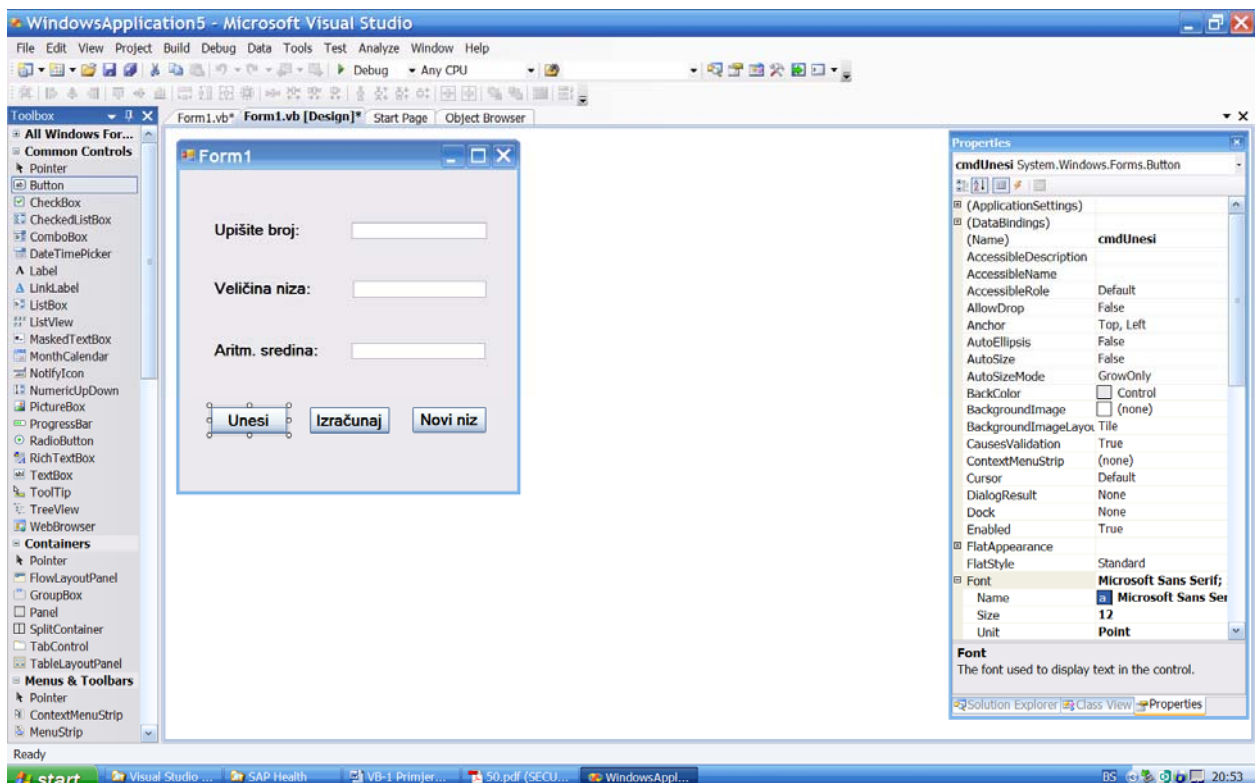 WindowsApplication5 - Microsoft Visual Studio
File Edit View Project Build Debug Data Tools Test Analyze Window Help
Debug Any CPU
Toolbox
Form1.vb* Form1.vb [Design]* Start Page Object Browser
All Windows For...
Common Controls
Pointer
Button
CheckBox
CheckedListBox
ComboBox
DateTimePicker
A Label
A LinkLabel
ListBox
ListView
MaskedTextBox
MonthCalendar
NotifyIcon
NumericUpDown
PictureBox
ProgressBar
RadioButton
RichTextBox
TextBox
ToolTip
TreeView
WebBrowser
Containers
Pointer
FlowLayoutPanel
GroupBox
Panel
SplitContainer
TabControl
TableLayoutPanel
Menus & Toolbars
Pointer
ContextMenuStrip
MenuStrip
Form1
Upišite broj:
Veličina niza:
Aritm. sredina:
Unesi Izračunaj Novi niz
Properties
cmdUnesi System.Windows.Forms.Button
(ApplicationSettings)
(DataBindings)
(Name) cmdUnesi
AccessibleDescription
AccessibleName
AccessibleRole Default
AllowDrop False
Anchor Top, Left
AutoEllipsis False
AutoSize False
AutoSizeMode GrowOnly
BackColor Control
BackgroundImage (none)
BackgroundImageLayou Tile
CausesValidation True
ContextMenuStrip (none)
Cursor Default
DialogResult None
Dock None
Enabled True
FlatAppearance
FlatStyle Standard
Font Microsoft Sans Serif;
Name a Microsoft Sans Ser
Size 12
Unit Point
Font
The font used to display text in the control.
Solution Explorer Class View Properties
Ready
start Visual Studio ... SAP Health VB-1 Primjer... 50.pdf (SECU... WindowsAppl... BS 20:53